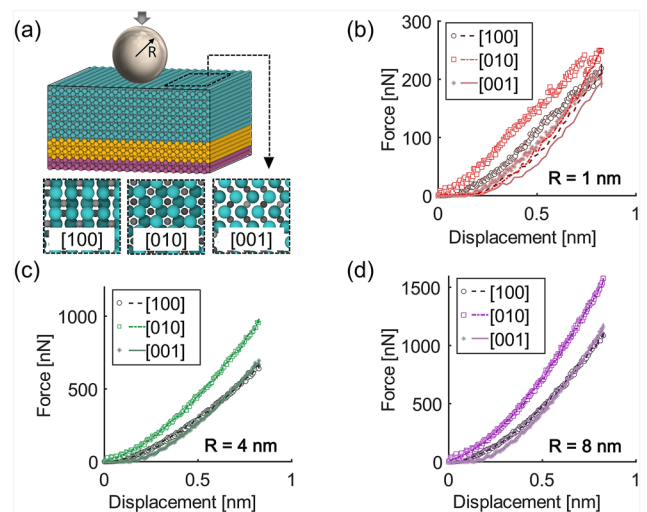 (a)
R
[100]
[010]
[001]
(b)
Force [nN]
300
200
100
0
0
0.5
1
Displacement [nm]
[100]
[010]
[001]
R = 1 nm
(c)
Force [nN]
1000
500
0
0
0.5
1
Displacement [nm]
[100]
[010]
[001]
R = 4 nm
(d)
Force [nN]
1500
1000
500
0
0
0.5
1
Displacement [nm]
[100]
[010]
[001]
R = 8 nm